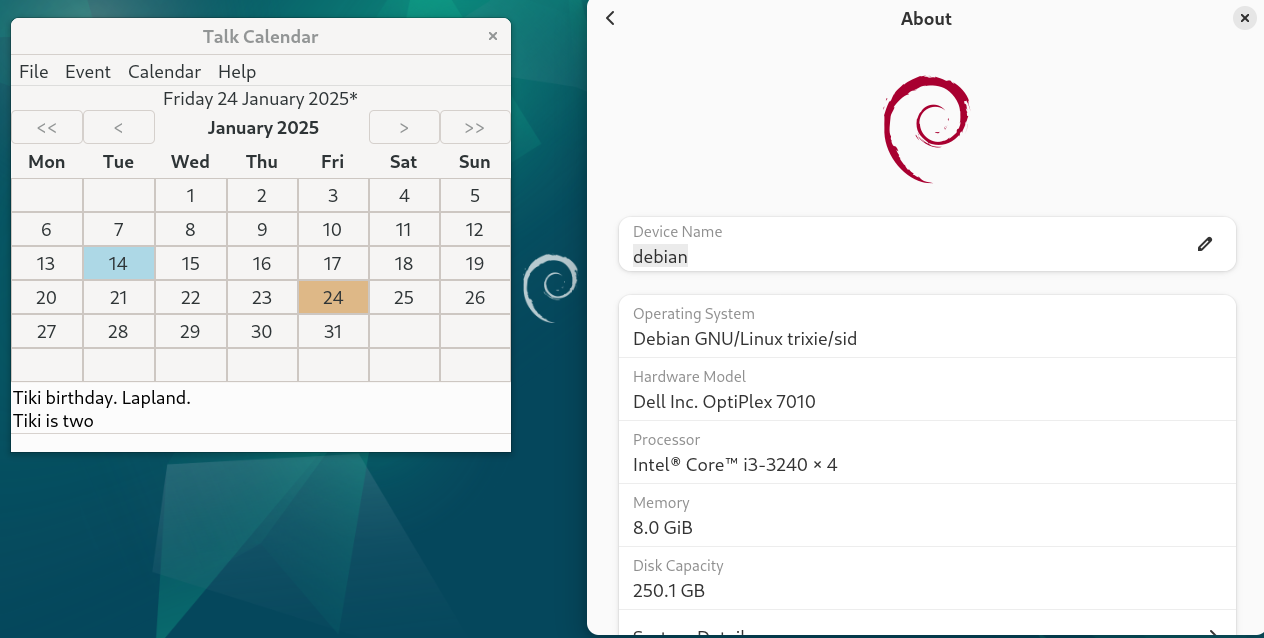 Talk Calendar
File Event Calendar Help
Friday 24 January 2025*
<< < January 2025 > >>
Mon Tue Wed Thu Fri Sat Sun
1 2 3 4 5
6 7 8 9 10 11 12
13 14 15 16 17 18 19
20 21 22 23 24 25 26
27 28 29 30 31
Tiki birthday. Lapland.
Tiki is two
About
Device Name
debian
Operating System
Debian GNU/Linux trixie/sid
Hardware Model
Dell Inc. OptiPlex 7010
Processor
Intel® Core™ i3-3240 × 4
Memory
8.0 GiB
Disk Capacity
250.1 GB